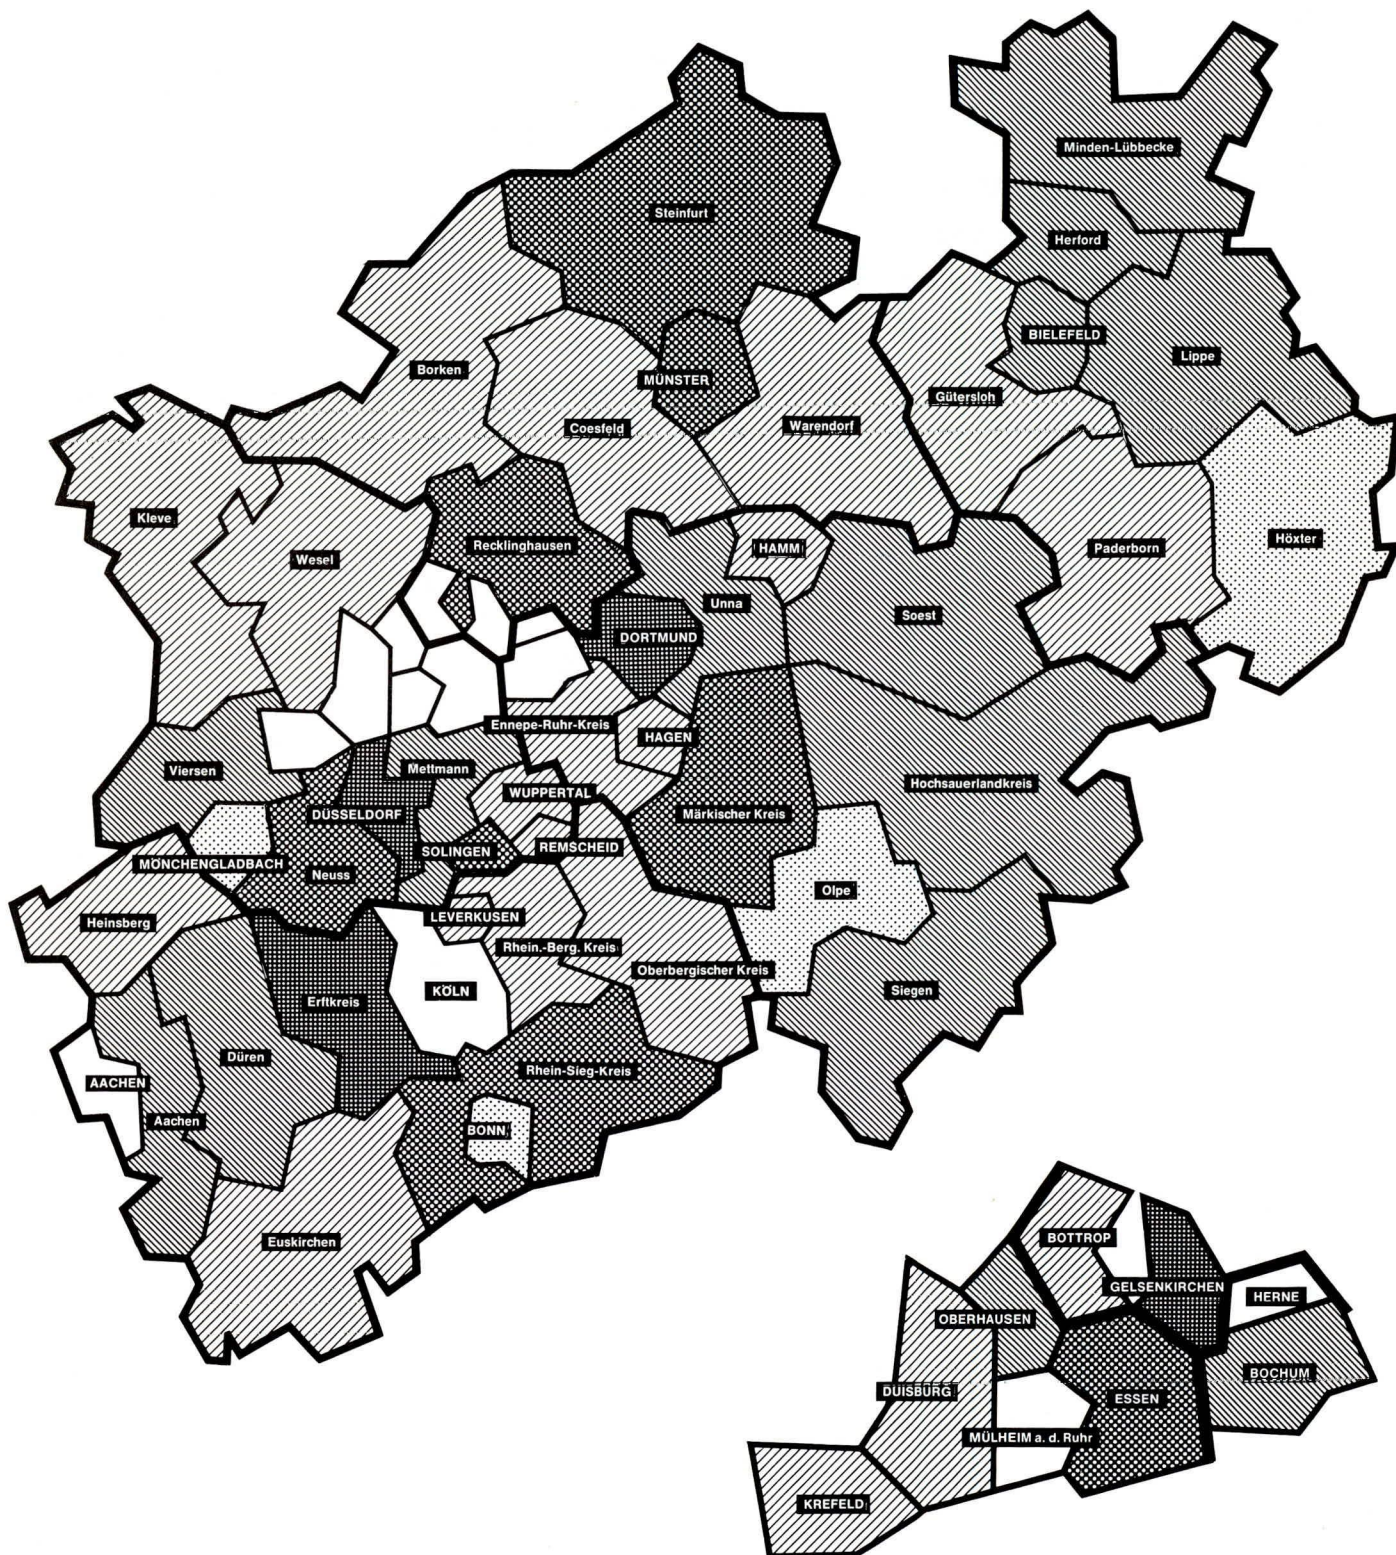 Minden-Lübbecke
Steinfurt
Herford
BIELEFELD
Lippe
Borken
MÜNSTER
Gütersloh
Coesfeld
Warendorf
Kleve
Recklinghausen
HAMM
Paderborn
Höxter
Wesel
Unna
Soest
DORTMUND
Ennepe-Ruhr-Kreis
HAGEN
Viersen
Mettmann
Hochsauerlandkreis
WUPPERTAL
DÜSSELDORF
Märkischer Kreis
SOLINGEN
REMSCHEID
MÖNCHENGLADBACH
Neuss
Olpe
Heinsberg
LEVERKUSEN
Rhein.-Berg. Kreis
Oberbergischer Kreis
KÖLN
Siegen
Erftkreis
Düren
Rhein-Sieg-Kreis
AACHEN
Aachen
BONN
Euskirchen
BOTTROP
GELSENKIRCHEN
HERNE
OBERHAUSEN
BOCHUM
DUISBURG
ESSEN
MÜLHEIM a. d. Ruhr
KREFELD